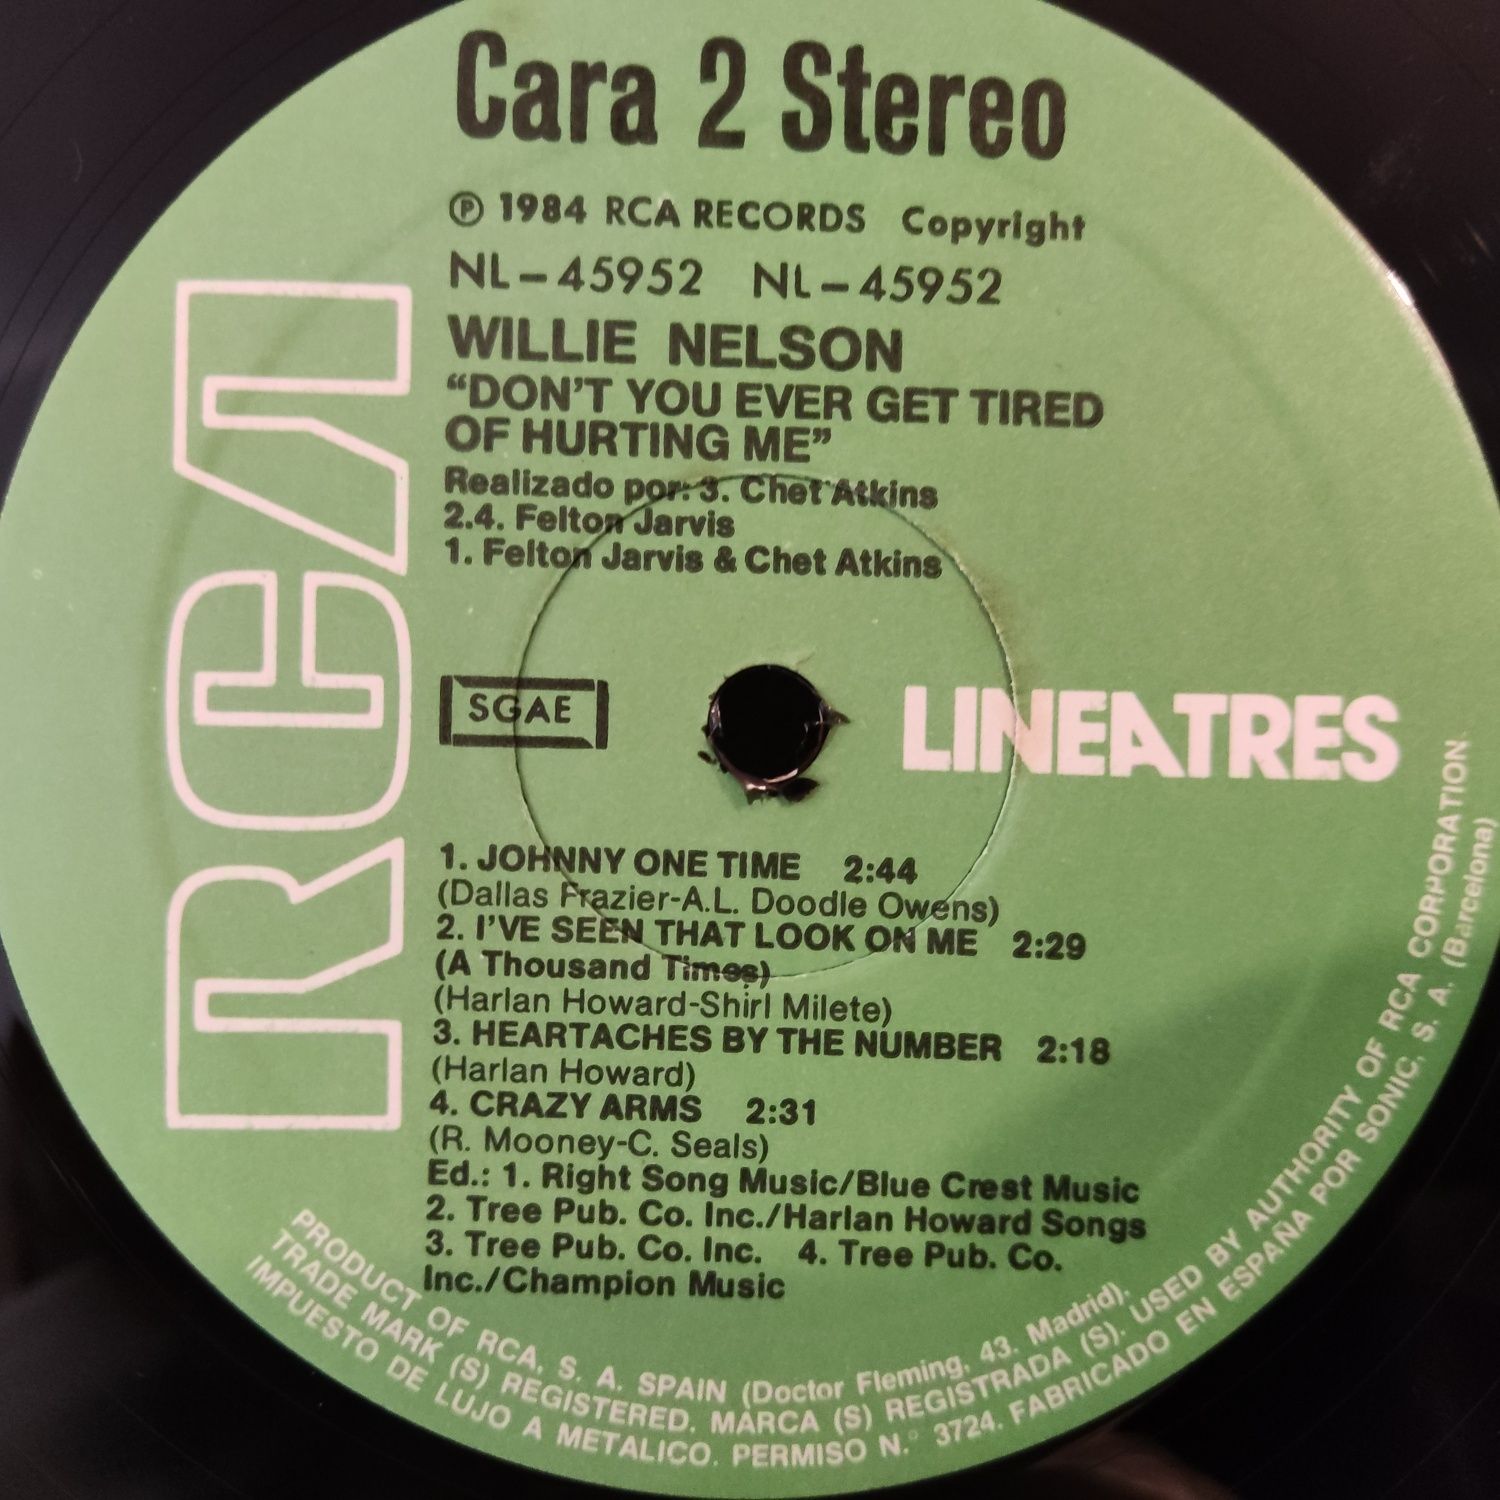 Cara 2 Stereo
Ⓟ 1984 RCA RECORDS Copyright
NL-45952 NL-45952
WILLIE NELSON
“DON'T YOU EVER GET TIRED
OF HURTING ME”
Realizado por: 3. Chet Atkins
2.4. Felton Jarvis
1. Felton Jarvis & Chet Atkins
RCA
SGAE
LINEATRES
1. JOHNNY ONE TIME 2:44
(Dallas Frazier-A.L. Doodle Owens)
2. I'VE SEEN THAT LOOK ON ME 2:29
(A Thousand Times)
(Harlan Howard-Shirl Milete)
3. HEARTACHES BY THE NUMBER 2:18
(Harlan Howard)
4. CRAZY ARMS 2:31
(R. Mooney-C. Seals)
Ed.: 1. Right Song Music/Blue Crest Music
2. Tree Pub. Co. Inc./Harlan Howard Songs
3. Tree Pub. Co. Inc. 4. Tree Pub. Co.
Inc./Champion Music
PRODUCT OF RCA, S. A. SPAIN (Doctor Fleming, 43. Madrid).
TRADE MARK (S) REGISTERED. MARCA (S) REGISTRADA (S). USED BY AUTHORITY OF RCA CORPORATION
IMPUESTO DE LUJO A METALICO. PERMISO N.° 3724. FABRICADO EN ESPAÑA POR SONIC, S. A. (Barcelona)